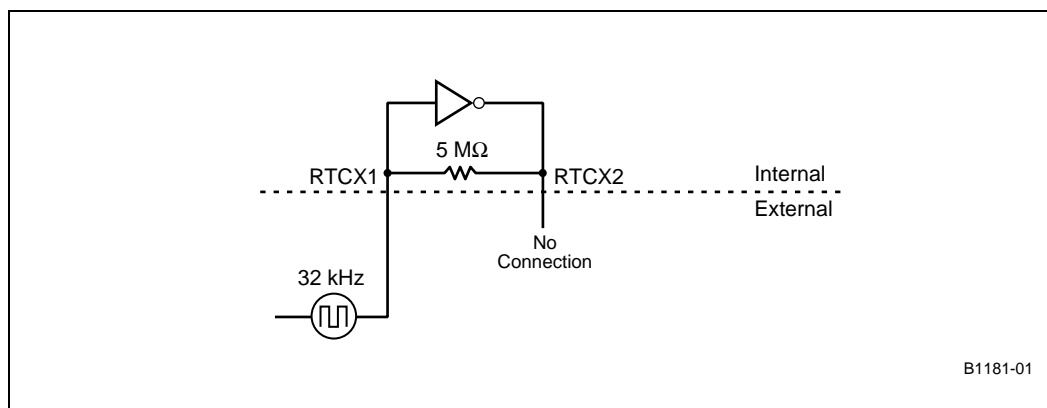 5 MΩ
RTCX1
RTCX2
Internal
External
No
Connection
32 kHz
B1181-01